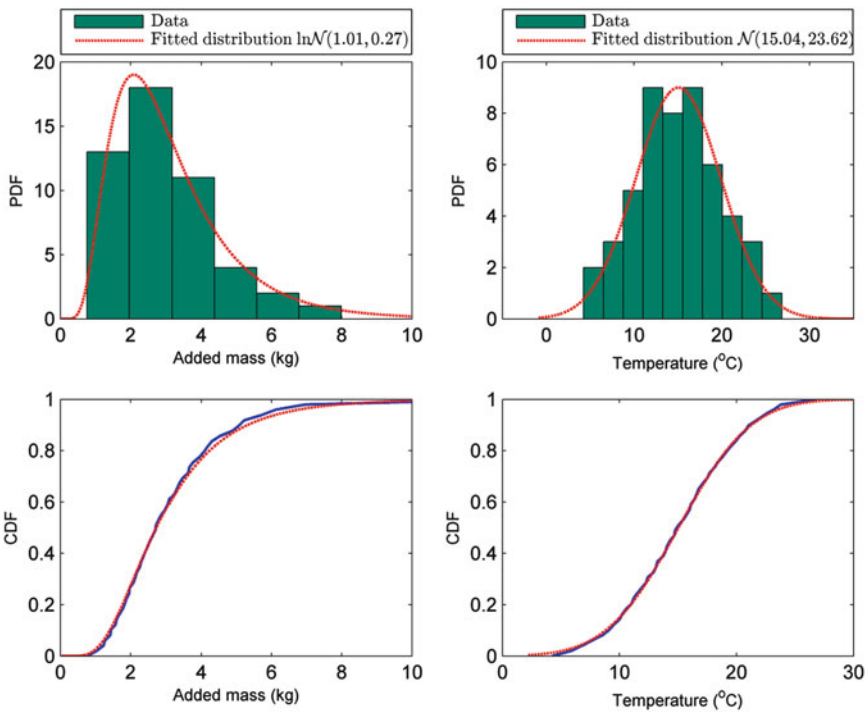 Data
Fitted distribution ln𝒩(1.01, 0.27)
20
15
10
5
0
PDF
0 2 4 6 8 10
Added mass (kg)
Data
Fitted distribution 𝒩(15.04, 23.62)
10
8
6
4
2
0
PDF
0 10 20 30
Temperature (°C)
1
0.8
0.6
0.4
0.2
0
CDF
0 2 4 6 8 10
Added mass (kg)
1
0.8
0.6
0.4
0.2
0
CDF
0 10 20 30
Temperature (°C)